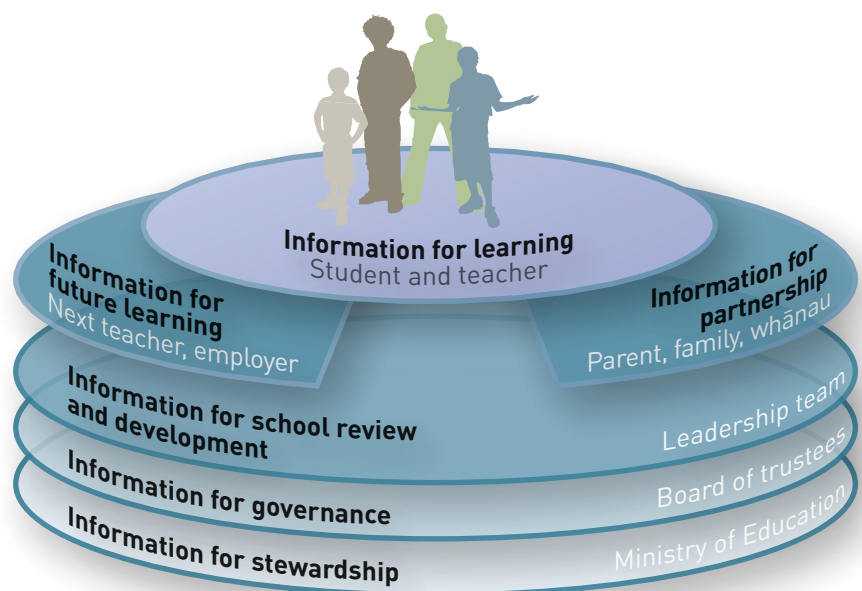 Information for learning
Student and teacher
Information for
future learning
Next teacher, employer
Information for
partnership
Parent, family, whānau
Information for school review
and development
Leadership team
Information for governance
Board of trustees
Information for stewardship
Ministry of Education